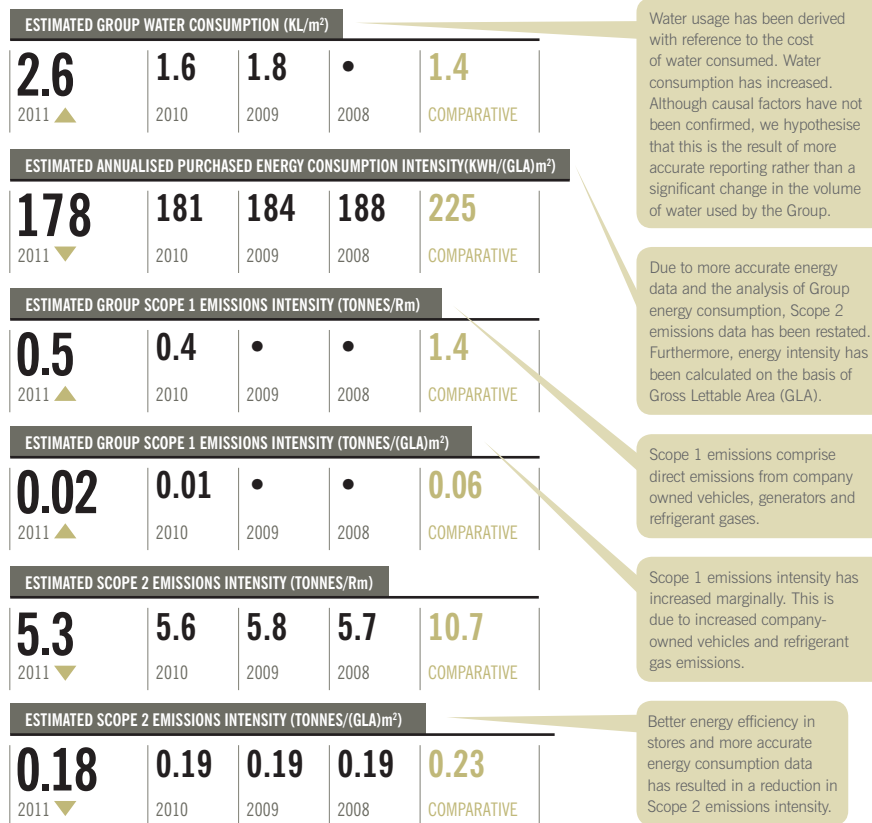 ESTIMATED GROUP WATER CONSUMPTION (KL/m²)
2.6 1.6 1.8 • 1.4
2011 2010 2009 2008 COMPARATIVE
Water usage has been derived
with reference to the cost
of water consumed. Water
consumption has increased.
Although causal factors have not
been confirmed, we hypothesise
that this is the result of more
accurate reporting rather than a
significant change in the volume
of water used by the Group.
ESTIMATED ANNUALISED PURCHASED ENERGY CONSUMPTION INTENSITY(KWH/(GLA)m²)
178 181 184 188 225
2011 2010 2009 2008 COMPARATIVE
Due to more accurate energy
data and the analysis of Group
energy consumption, Scope 2
emissions data has been restated.
Furthermore, energy intensity has
been calculated on the basis of
Gross Lettable Area (GLA).
ESTIMATED GROUP SCOPE 1 EMISSIONS INTENSITY (TONNES/Rm)
0.5 0.4 • • 1.4
2011 2010 2009 2008 COMPARATIVE
Scope 1 emissions comprise
direct emissions from company
owned vehicles, generators and
refrigerant gases.
ESTIMATED GROUP SCOPE 1 EMISSIONS INTENSITY (TONNES/(GLA)m²)
0.02 0.01 • • 0.06
2011 2010 2009 2008 COMPARATIVE
Scope 1 emissions intensity has
increased marginally. This is
due to increased company-
owned vehicles and refrigerant
gas emissions.
ESTIMATED SCOPE 2 EMISSIONS INTENSITY (TONNES/Rm)
5.3 5.6 5.8 5.7 10.7
2011 2010 2009 2008 COMPARATIVE
ESTIMATED SCOPE 2 EMISSIONS INTENSITY (TONNES/(GLA)m²)
0.18 0.19 0.19 0.19 0.23
2011 2010 2009 2008 COMPARATIVE
Better energy efficiency in
stores and more accurate
energy consumption data
has resulted in a reduction in
Scope 2 emissions intensity.